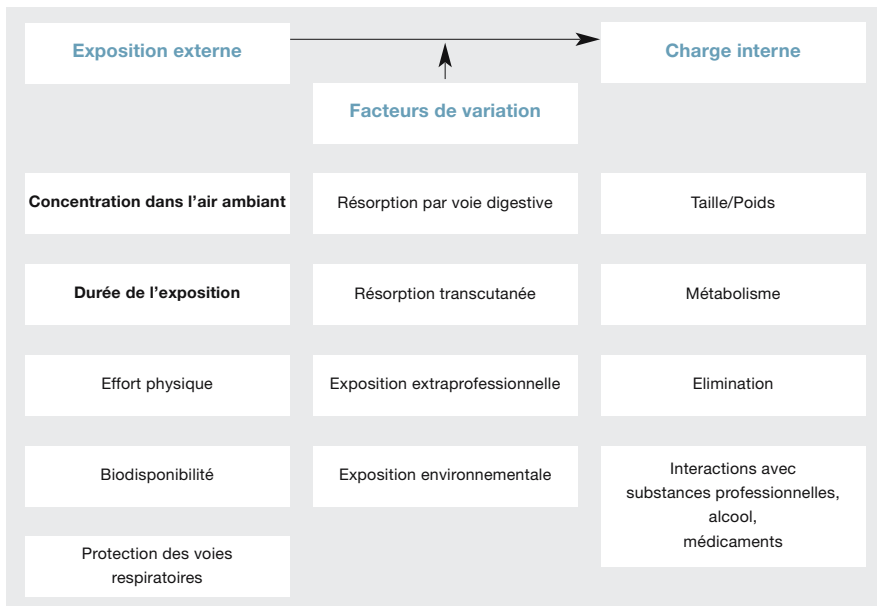 Exposition externe
Charge interne
Facteurs de variation
Concentration dans l’air ambiant
Résorption par voie digestive
Taille/Poids
Durée de l’exposition
Résorption transcutanée
Métabolisme
Effort physique
Exposition extraprofessionnelle
Elimination
Biodisponibilité
Exposition environnementale
Interactions avec
substances professionnelles,
alcool,
médicaments
Protection des voies
respiratoires